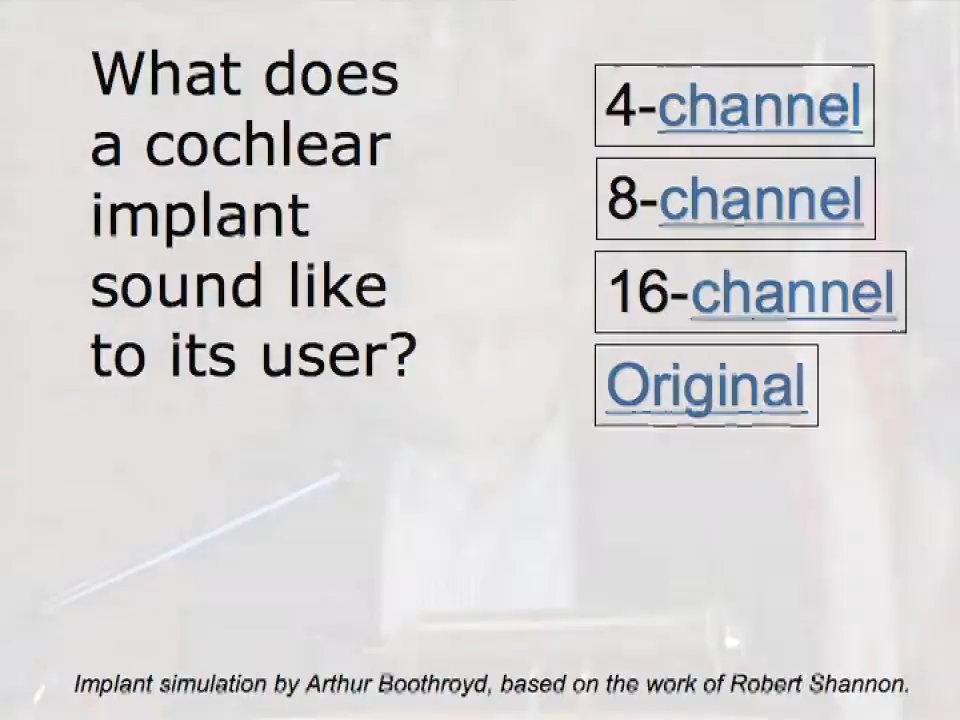 What does
a cochlear
implant
sound like
to its user?
4-channel
8-channel
16-channel
Original
Implant simulation by Arthur Boothroyd, based on the work of Robert Shannon.